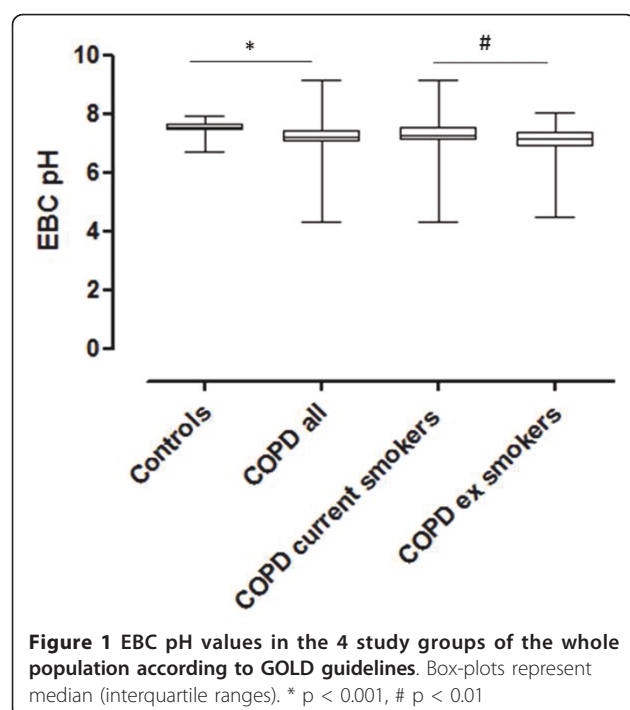 *
#
10
8
6
4
2
0
EBC pH
Controls
COPD all
COPD current smokers
COPD ex smokers
Figure 1 EBC pH values in the 4 study groups of the whole
population according to GOLD guidelines. Box-plots represent
median (interquartile ranges). * p < 0.001, # p < 0.01